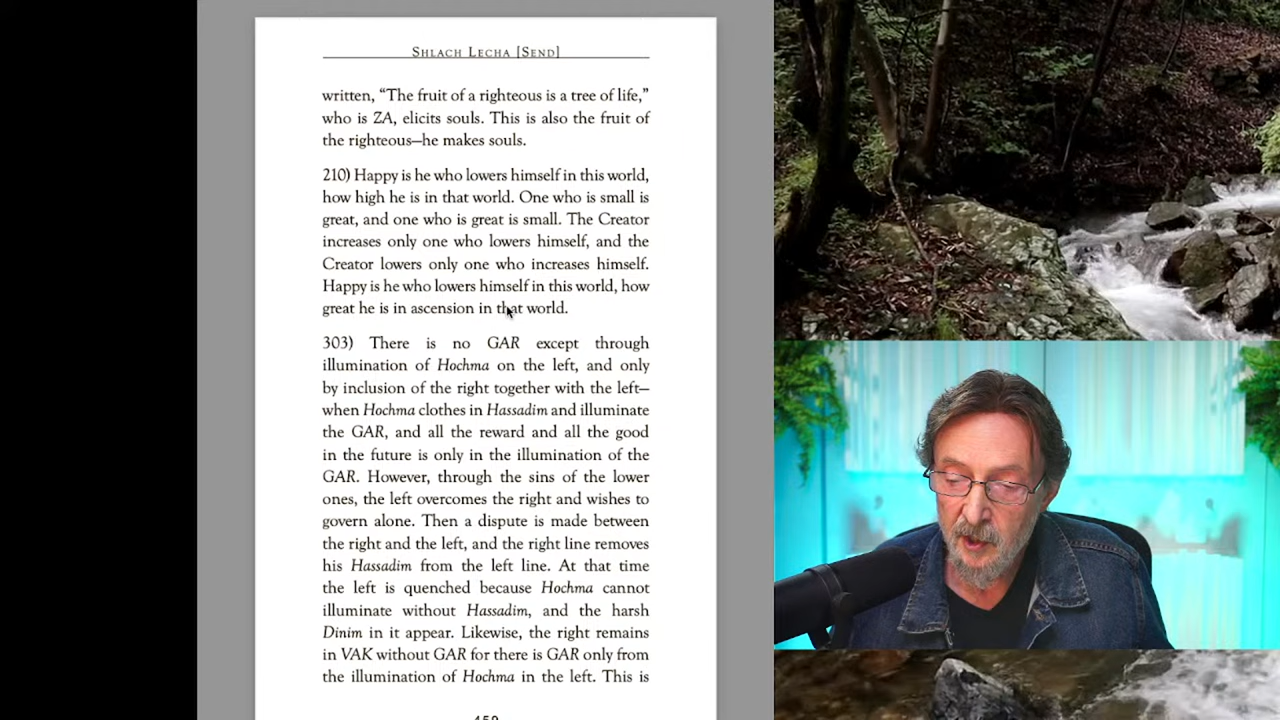 Shlach Lecha [Send]
written, “The fruit of a righteous is a tree of life,”
who is ZA, elicits souls. This is also the fruit of
the righteous—he makes souls.
210) Happy is he who lowers himself in this world,
how high he is in that world. One who is small is
great, and one who is great is small. The Creator
increases only one who lowers himself, and the
Creator lowers only one who increases himself.
Happy is he who lowers himself in this world, how
great he is in ascension in that world.
303) There is no GAR except through
illumination of Hochma on the left, and only
by inclusion of the right together with the left—
when Hochma clothes in Hassadim and illuminate
the GAR, and all the reward and all the good
in the future is only in the illumination of the
GAR. However, through the sins of the lower
ones, the left overcomes the right and wishes to
govern alone. Then a dispute is made between
the right and the left, and the right line removes
his Hassadim from the left line. At that time
the left is quenched because Hochma cannot
illuminate without Hassadim, and the harsh
Dinim in it appear. Likewise, the right remains
in VAK without GAR for there is GAR only from
the illumination of Hochma in the left. This is